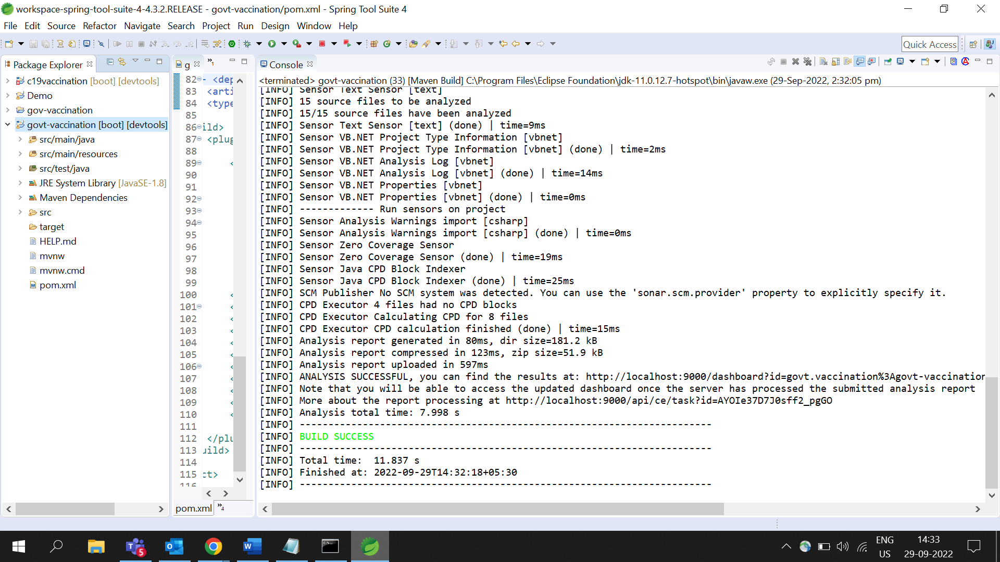 workspace-spring-tool-suite-4-4.3.2.RELEASE - govt-vaccination/pom.xml - Spring Tool Suite 4
File Edit Source Refactor Navigate Search Project Run Design Window Help
Quick Access
Package Explorer
c19vaccination [boot] [devtools]
Demo
gov-vaccination
govt-vaccination [boot] [devtools]
src/main/java
src/main/resources
src/test/java
JRE System Library [JavaSE-1.8]
Maven Dependencies
src
target
HELP.md
mvnw
mvnw.cmd
pom.xml
g
»1
82 - <dep
83 <arti
84 <type
85
86 ild>
87 <plug
88
89 <
90
91
92
93
94
95
96
97
98
99
100 <
101 <
102 <
103 <
104 <
105 <
106 <
107 <
108 <
109 <
110 <
111
112 </plu
113 uild>
114
115 ct>
116
pom.xml
»4
Console
<terminated> govt-vaccination (33) [Maven Build] C:\Program Files\Eclipse Foundation\jdk-11.0.12.7-hotspot\bin\javaw.exe (29-Sep-2022, 2:32:05 pm)
[INFO] Sensor Text Sensor [text]
[INFO] 15 source files to be analyzed
[INFO] 15/15 source files have been analyzed
[INFO] Sensor Text Sensor [text] (done) | time=9ms
[INFO] Sensor VB.NET Project Type Information [vbnet]
[INFO] Sensor VB.NET Project Type Information [vbnet] (done) | time=2ms
[INFO] Sensor VB.NET Analysis Log [vbnet]
[INFO] Sensor VB.NET Analysis Log [vbnet] (done) | time=14ms
[INFO] Sensor VB.NET Properties [vbnet]
[INFO] Sensor VB.NET Properties [vbnet] (done) | time=0ms
[INFO] ------------- Run sensors on project
[INFO] Sensor Analysis Warnings import [csharp]
[INFO] Sensor Analysis Warnings import [csharp] (done) | time=0ms
[INFO] Sensor Zero Coverage Sensor
[INFO] Sensor Zero Coverage Sensor (done) | time=19ms
[INFO] Sensor Java CPD Block Indexer
[INFO] Sensor Java CPD Block Indexer (done) | time=25ms
[INFO] SCM Publisher No SCM system was detected. You can use the 'sonar.scm.provider' property to explicitly specify it.
[INFO] CPD Executor 4 files had no CPD blocks
[INFO] CPD Executor Calculating CPD for 8 files
[INFO] CPD Executor CPD calculation finished (done) | time=15ms
[INFO] Analysis report generated in 80ms, dir size=181.2 kB
[INFO] Analysis report compressed in 123ms, zip size=51.9 kB
[INFO] Analysis report uploaded in 597ms
[INFO] ANALYSIS SUCCESSFUL, you can find the results at: http://localhost:9000/dashboard?id=govt.vaccination%3Agovt-vaccination
[INFO] Note that you will be able to access the updated dashboard once the server has processed the submitted analysis report
[INFO] More about the report processing at http://localhost:9000/api/ce/task?id=AYOIe37D7J0sff2_pgGO
[INFO] Analysis total time: 7.998 s
[INFO] ------------------------------------------------------------------------
[INFO] BUILD SUCCESS
[INFO] ------------------------------------------------------------------------
[INFO] Total time:  11.837 s
[INFO] Finished at: 2022-09-29T14:32:18+05:30
[INFO] ------------------------------------------------------------------------
5
ENG
US
14:33
29-09-2022